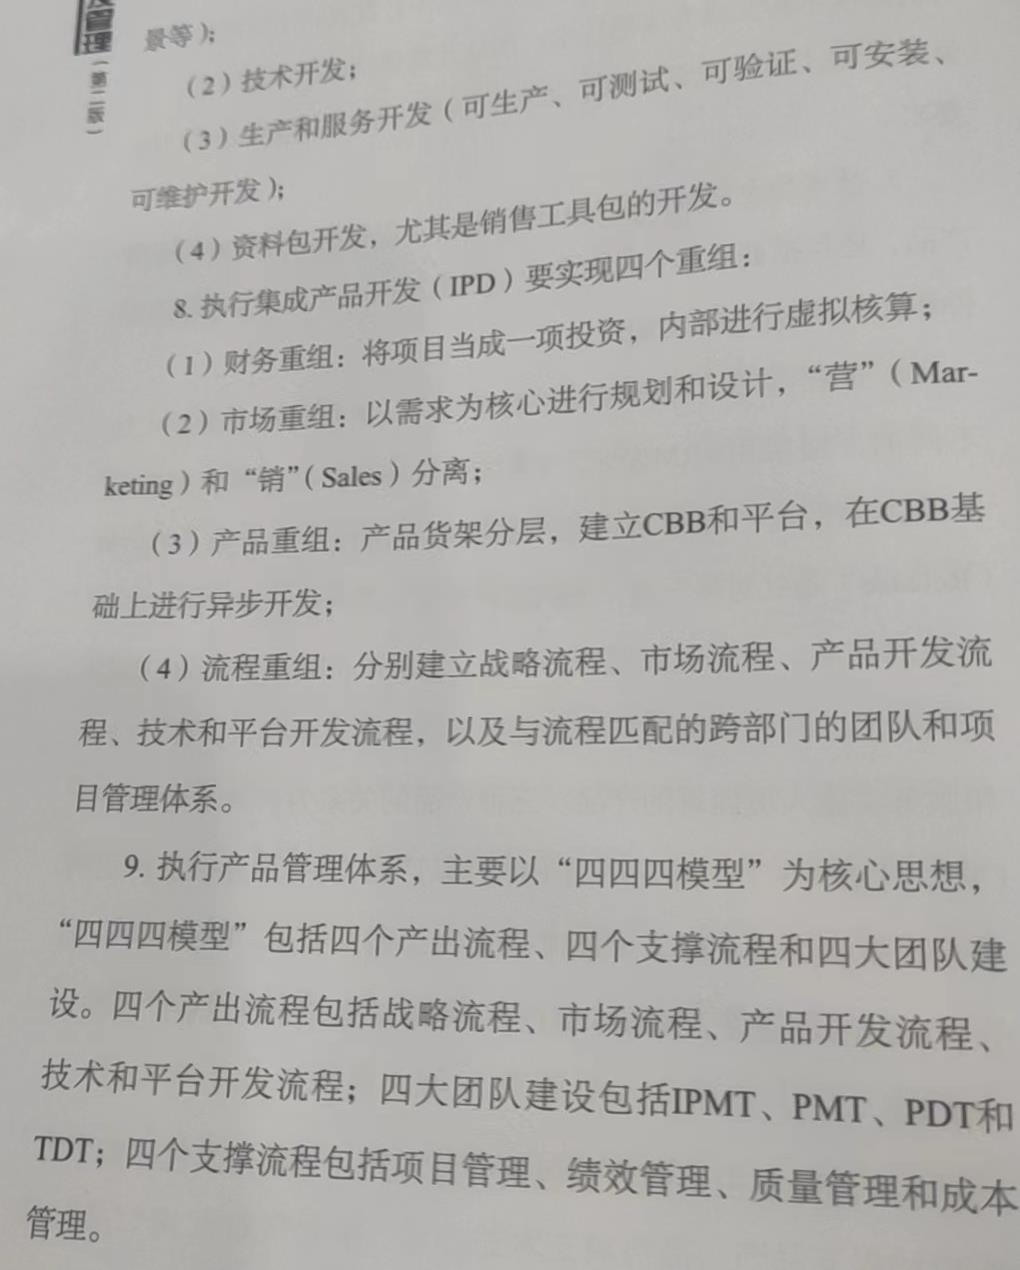 管理
（第二版）
景等）；
（2）技术开发；
（3）生产和服务开发（可生产、可测试、可验证、可安装、
可维护开发）；
（4）资料包开发，尤其是销售工具包的开发。
8. 执行集成产品开发（IPD）要实现四个重组：
（1）财务重组：将项目当成一项投资，内部进行虚拟核算；
（2）市场重组：以需求为核心进行规划和设计，“营”（Mar-
keting）和“销”（Sales）分离；
（3）产品重组：产品货架分层，建立CBB和平台，在CBB基
础上进行异步开发；
（4）流程重组：分别建立战略流程、市场流程、产品开发流
程、技术和平台开发流程，以及与流程匹配的跨部门的团队和项
目管理体系。
9. 执行产品管理体系，主要以“四四四模型”为核心思想，
“四四四模型”包括四个产出流程、四个支撑流程和四大团队建
设。四个产出流程包括战略流程、市场流程、产品开发流程、
技术和平台开发流程；四大团队建设包括IPMT、PMT、PDT和
TDT；四个支撑流程包括项目管理、绩效管理、质量管理和成本
管理。